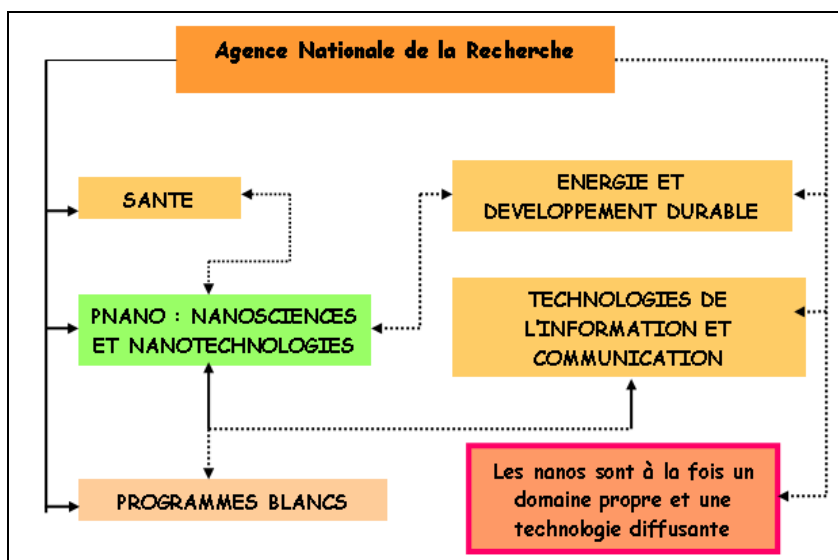 Agence Nationale de la Recherche
SANTE
ENERGIE ET
DEVELOPPEMENT DURABLE
PNANO : NANOSCIENCES
ET NANOTECHNOLOGIES
TECHNOLOGIES DE
L'INFORMATION ET
COMMUNICATION
PROGRAMMES BLANCS
Les nanos sont à la fois un
domaine propre et une
technologie diffusante